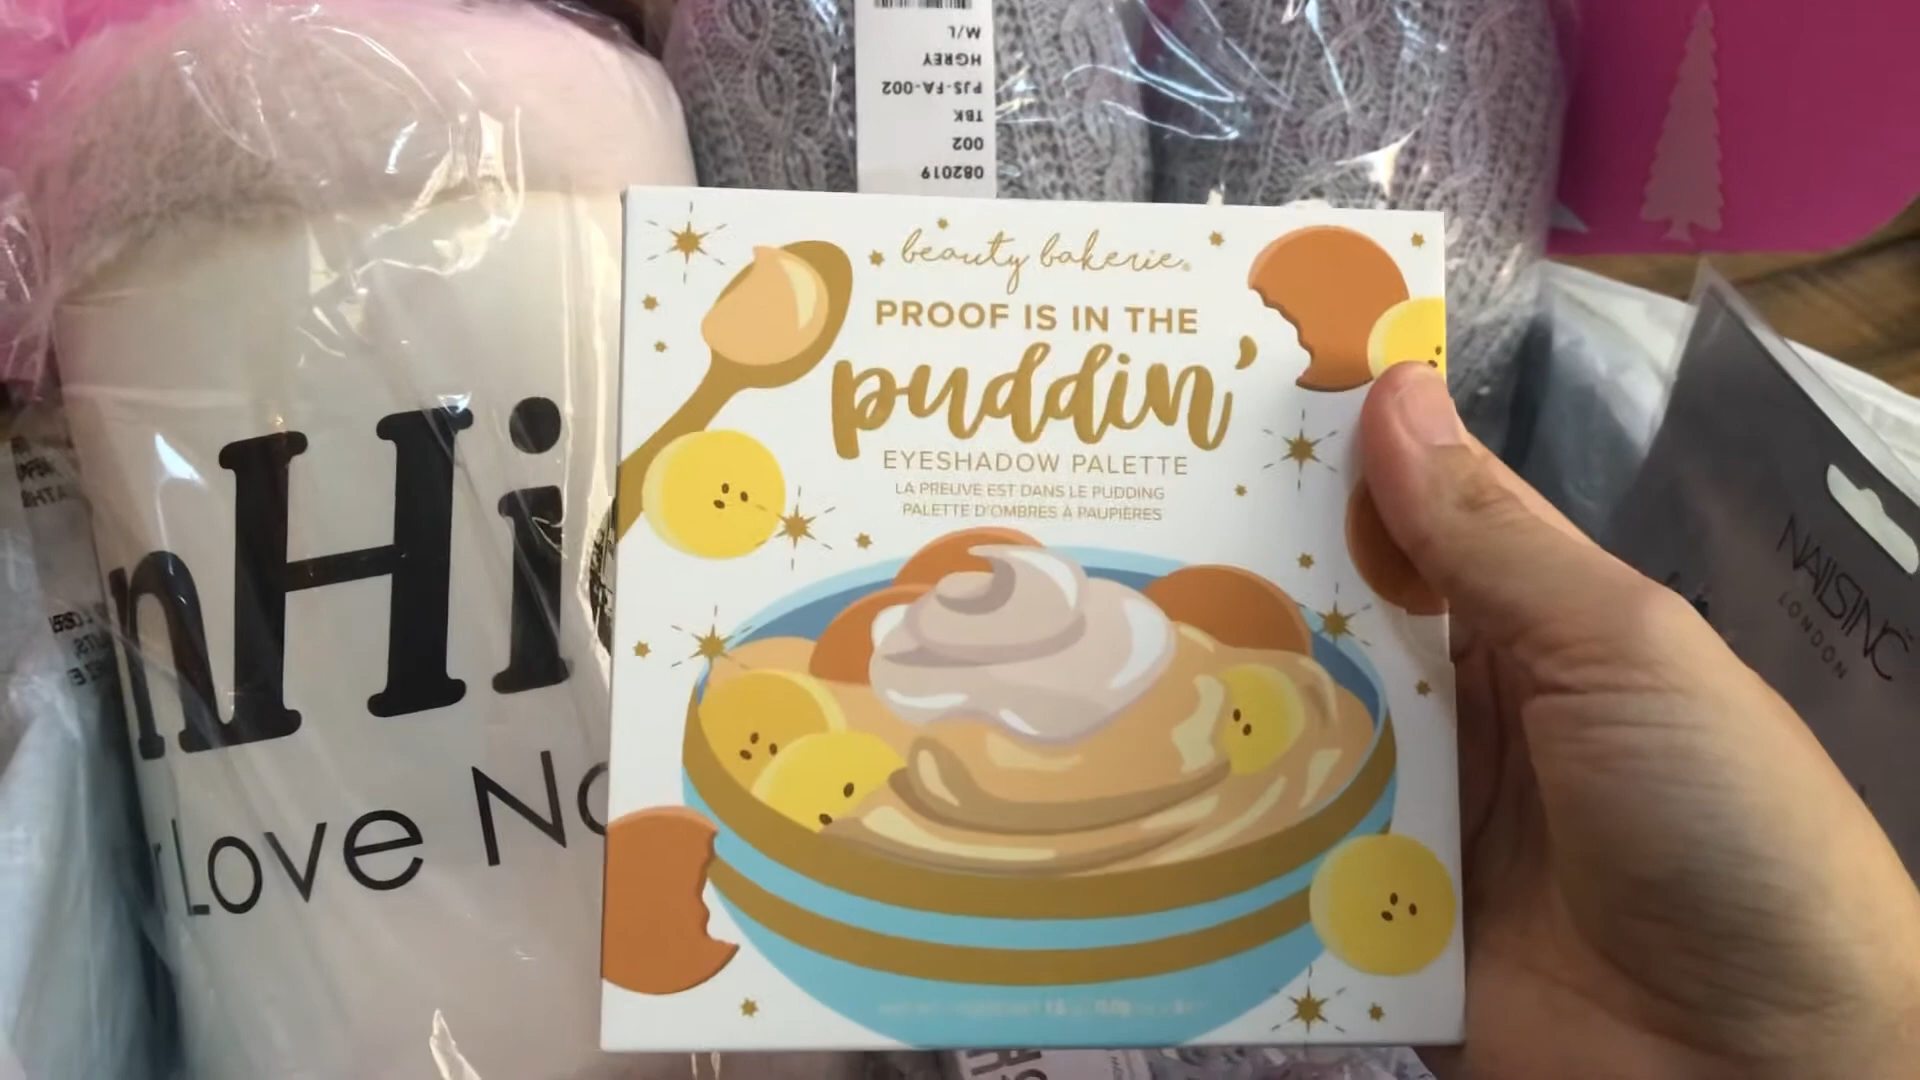 M/L
HGREY
PJS-FA-002
TBK
002
082019
beauty bakerie
PROOF IS IN THE
puddin'
EYESHADOW PALETTE
LA PREUVE EST DANS LE PUDDING
PALETTE D'OMBRES À PAUPIÈRES
nHi
Love
NAILSINC
LONDON